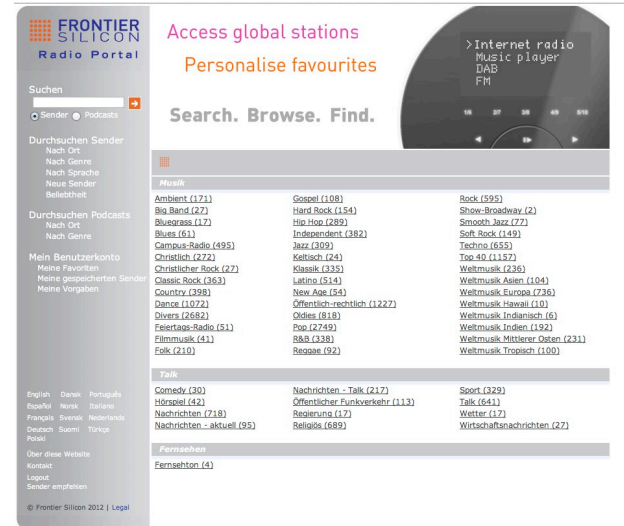 FRONTIER
SILICON
Radio Portal
Access global stations
Personalise favourites
Search. Browse. Find.
>Internet radio
Music player
DAB
FM
1/6 2/7 3/8 4/9 5/10
Suchen
Sender Podcasts
Durchsuchen Sender
Nach Ort
Nach Genre
Nach Sprache
Neue Sender
Beliebtheit
Durchsuchen Podcasts
Nach Ort
Nach Genre
Mein Benutzerkonto
Meine Favoriten
Meine gespeicherten Sender
Meine Vorgaben
English Dansk Português
Español Norsk Italiano
Français Svensk Nederlands
Deutsch Suomi Türkçe
Polski
Über diese Website
Kontakt
Logout
Sender empfehlen
© Frontier Silicon 2012 | Legal
Musik
Ambient (171) Gospel (108) Rock (595)
Big Band (27) Hard Rock (154) Show-Broadway (2)
Bluegrass (17) Hip Hop (289) Smooth Jazz (77)
Blues (61) Independent (382) Soft Rock (149)
Campus-Radio (495) Jazz (309) Techno (655)
Christlich (272) Keltisch (24) Top 40 (1157)
Christlicher Rock (27) Klassik (335) Weltmusik (236)
Classic Rock (363) Latino (514) Weltmusik Asien (104)
Country (398) New Age (54) Weltmusik Europa (736)
Dance (1072) Öffentlich-rechtlich (1227) Weltmusik Hawaii (10)
Divers (2682) Oldies (818) Weltmusik Indianisch (6)
Feiertags-Radio (51) Pop (2749) Weltmusik Indien (192)
Filmmusik (41) R&B (338) Weltmusik Mittlerer Osten (231)
Folk (210) Reggae (92) Weltmusik Tropisch (100)
Talk
Comedy (30) Nachrichten - Talk (217) Sport (329)
Hörspiel (42) Öffentlicher Funkverkehr (113) Talk (641)
Nachrichten (718) Regierung (17) Wetter (17)
Nachrichten - aktuell (95) Religiös (689) Wirtschaftsnachrichten (27)
Fernsehen
Fernsehton (4)